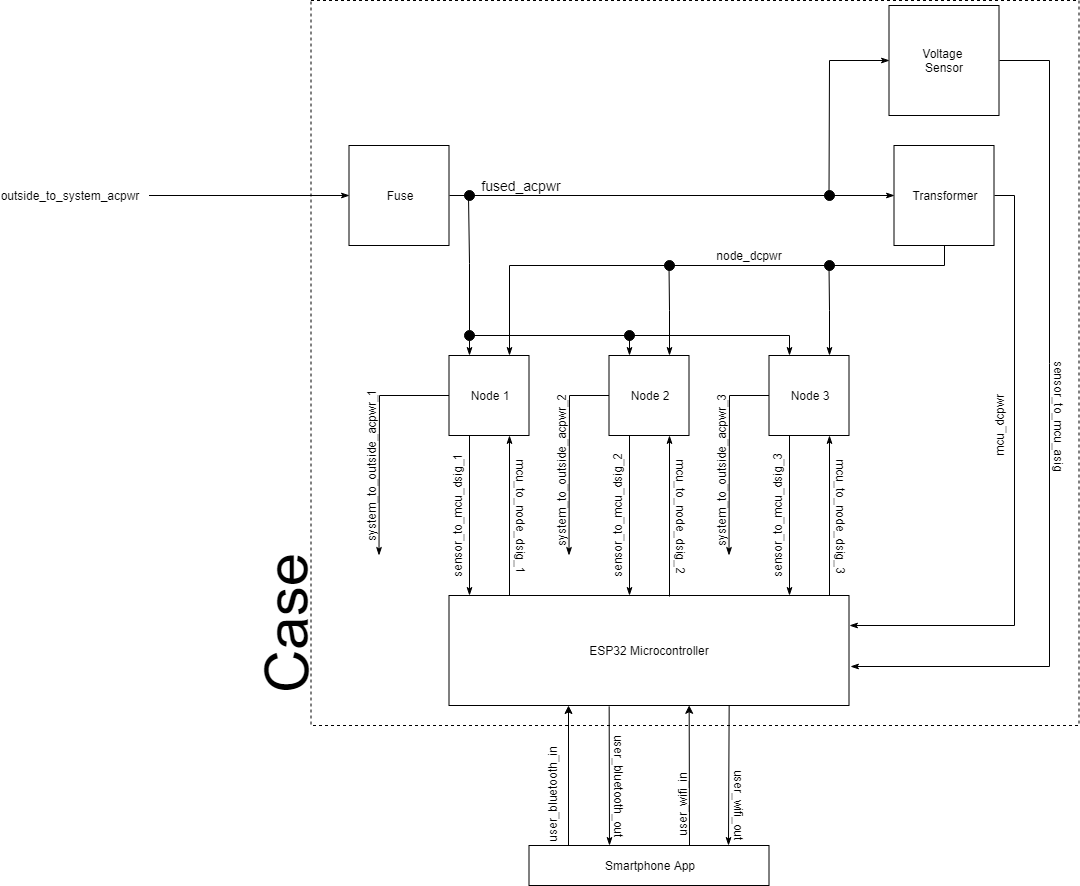 Voltage
Sensor
outside_to_system_acpwr
Fuse
fused_acpwr
Transformer
node_dcpwr
Node 1
Node 2
Node 3
system_to_outside_acpwr_1
sensor_to_mcu_dsig_1
mcu_to_node_dsig_1
system_to_outside_acpwr_2
sensor_to_mcu_dsig_2
mcu_to_node_dsig_2
system_to_outside_acpwr_3
sensor_to_mcu_dsig_3
mcu_to_node_dsig_3
mcu_dcpwr
sensor_to_mcu_asig
Case
ESP32 Microcontroller
user_bluetooth_in
user_bluetooth_out
user_wifi_in
user_wifi_out
Smartphone App